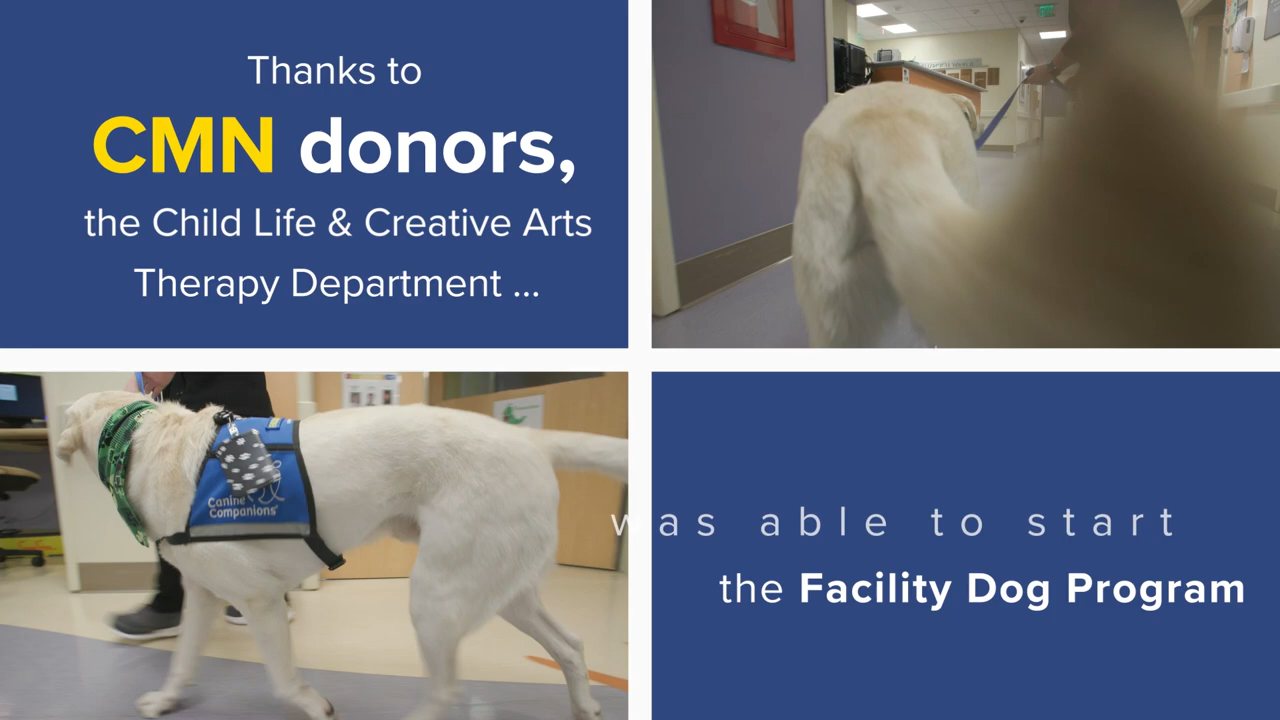 Thanks to
CMN donors,
the Child Life & Creative Arts
Therapy Department ...
Canine
Companions®
was able to start
the Facility Dog Program